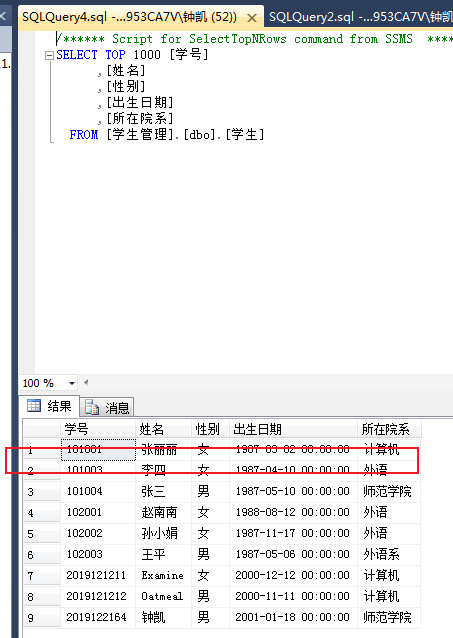 SQLQuery4.sql -...953CA7V\钟凯 (52)) SQLQuery2.sql -...953CA7V\钟凯
1.
/****** Script for SelectTopNRows command from SSMS ****
SELECT TOP 1000 [学号]
,[姓名]
,[性别]
,[出生日期]
,[所在院系]
FROM [学生管理].[dbo].[学生]
100 %
结果 消息
学号 姓名 性别 出生日期 所在院系
1 101001 张丽丽 女 1987-03-02 00:00:00 计算机
2 101003 李四 女 1987-04-10 00:00:00 外语
3 101004 张三 男 1987-05-10 00:00:00 师范学院
4 102001 赵南南 女 1988-08-12 00:00:00 外语
5 102002 孙小娟 女 1987-11-17 00:00:00 外语
6 102003 王平 男 1987-05-06 00:00:00 外语系
7 2019121211 Examine 女 2000-12-12 00:00:00 计算机
8 2019121212 Oatmeal 男 2000-11-11 00:00:00 计算机
9 2019122164 钟凯 男 2001-01-18 00:00:00 师范学院